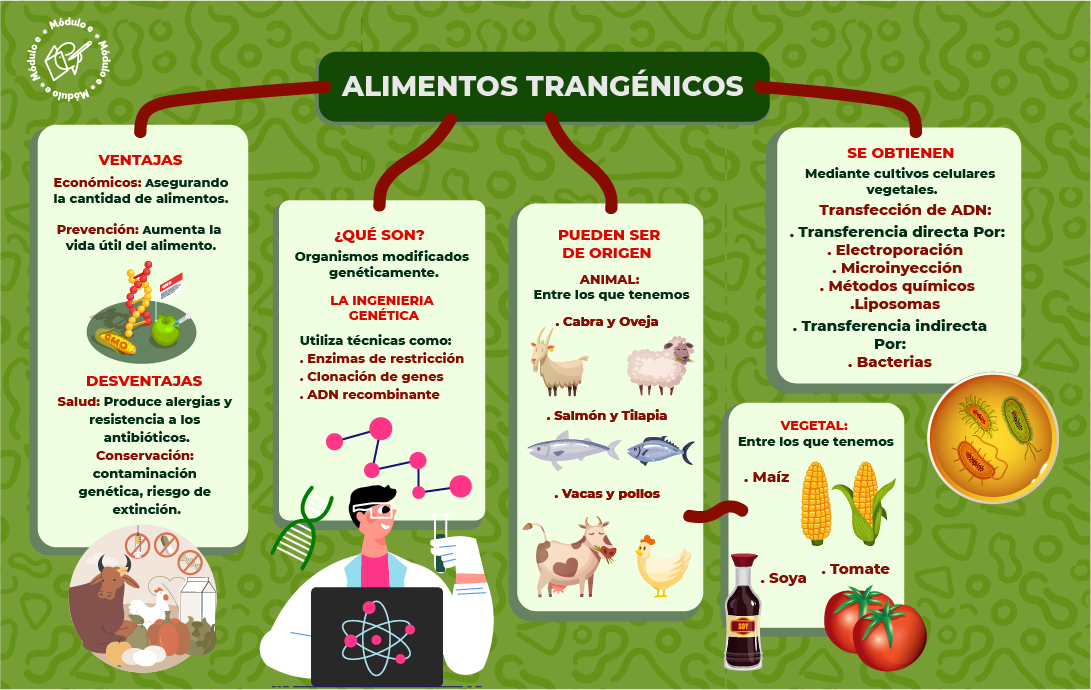 Módulo e • Módulo e • Módulo e • Módulo e •
ALIMENTOS TRANGÉNICOS
VENTAJAS
Económicos: Asegurando
la cantidad de alimentos.
Prevención: Aumenta la
vida útil del alimento.
GMO
DESVENTAJAS
Salud: Produce alergias y
resistencia a los
antibióticos.
Conservación:
contaminación
genética, riesgo de
extinción.
¿QUÉ SON?
Organismos modificados
genéticamente.
LA INGENIERIA
GENÉTICA
Utiliza técnicas como:
. Enzimas de restricción
. Clonación de genes
. ADN recombinante
PUEDEN SER
DE ORIGEN
ANIMAL:
Entre los que tenemos
. Cabra y Oveja
. Salmón y Tilapia
. Vacas y pollos
VEGETAL:
Entre los que tenemos
. Maíz
. Soya
. Tomate
SOY
SE OBTIENEN
Mediante cultivos celulares
vegetales.
Transfección de ADN:
. Transferencia directa Por:
. Electroporación
. Microinyección
. Métodos químicos
.Liposomas
. Transferencia indirecta
Por:
. Bacterias